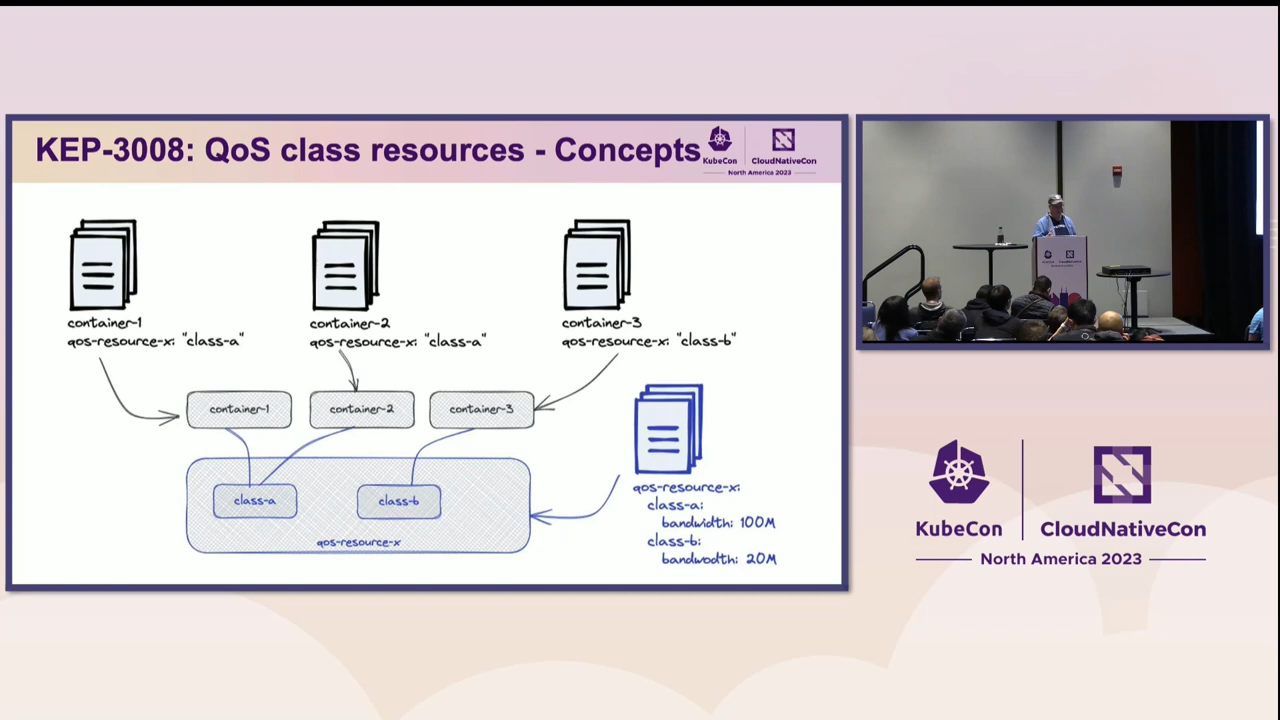 KEP-3008: QoS class resources - Concepts
KubeCon
CloudNativeCon
North America 2023
container-1
qos-resource-x: "class-a"
container-2
qos-resource-x: "class-a"
container-3
qos-resource-x: "class-b"
container-1
container-2
container-3
class-a
class-b
qos-resource-x
qos-resource-x:
class-a:
bandwidth: 100M
class-b:
bandwodth: 20M
KubeCon
CloudNativeCon
North America 2023